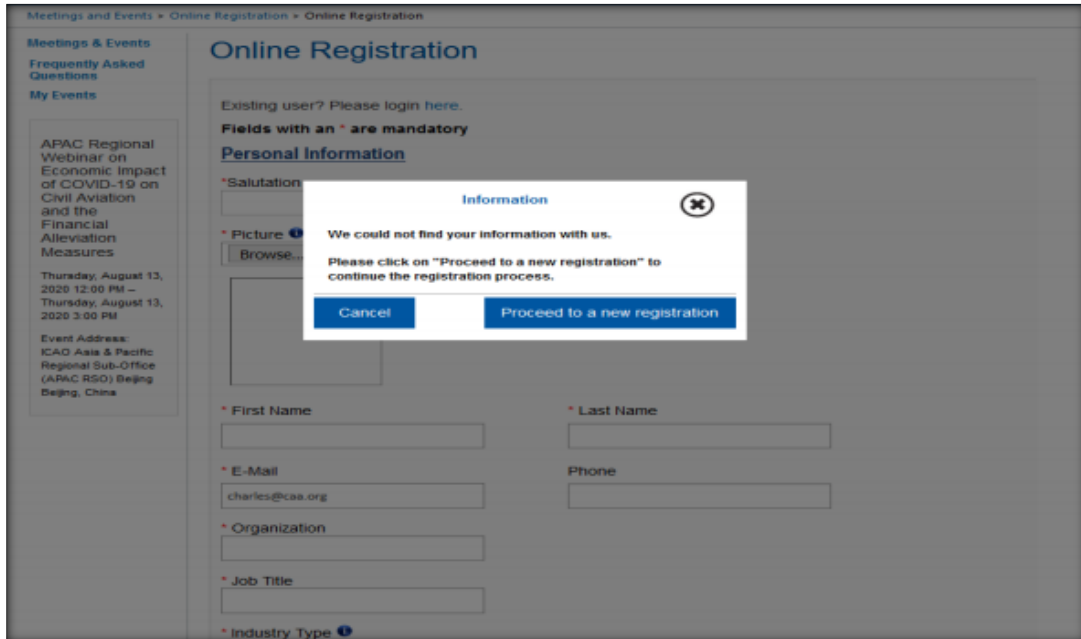 Meetings and Events » Online Registration » Online Registration
Meetings & Events
Frequently Asked
Questions
My Events
APAC Regional
Webinar on
Economic Impact
of COVID-19 on
Civil Aviation
and the
Financial
Alleviation
Measures
Thursday, August 13,
2020 12:00 PM –
Thursday, August 13,
2020 3:00 PM
Event Address:
ICAO Asia & Pacific
Regional Sub-Office
(APAC RSO) Beijing
Beijing, China
Online Registration
Existing user? Please login here.
Fields with an * are mandatory
Personal Information
*Salutation
* Picture
Browse...
Information
We could not find your information with us.
Please click on "Proceed to a new registration" to
continue the registration process.
Cancel
Proceed to a new registration
* First Name
* Last Name
* E-Mail
Phone
charles@caa.org
* Organization
* Job Title
* Industry Type